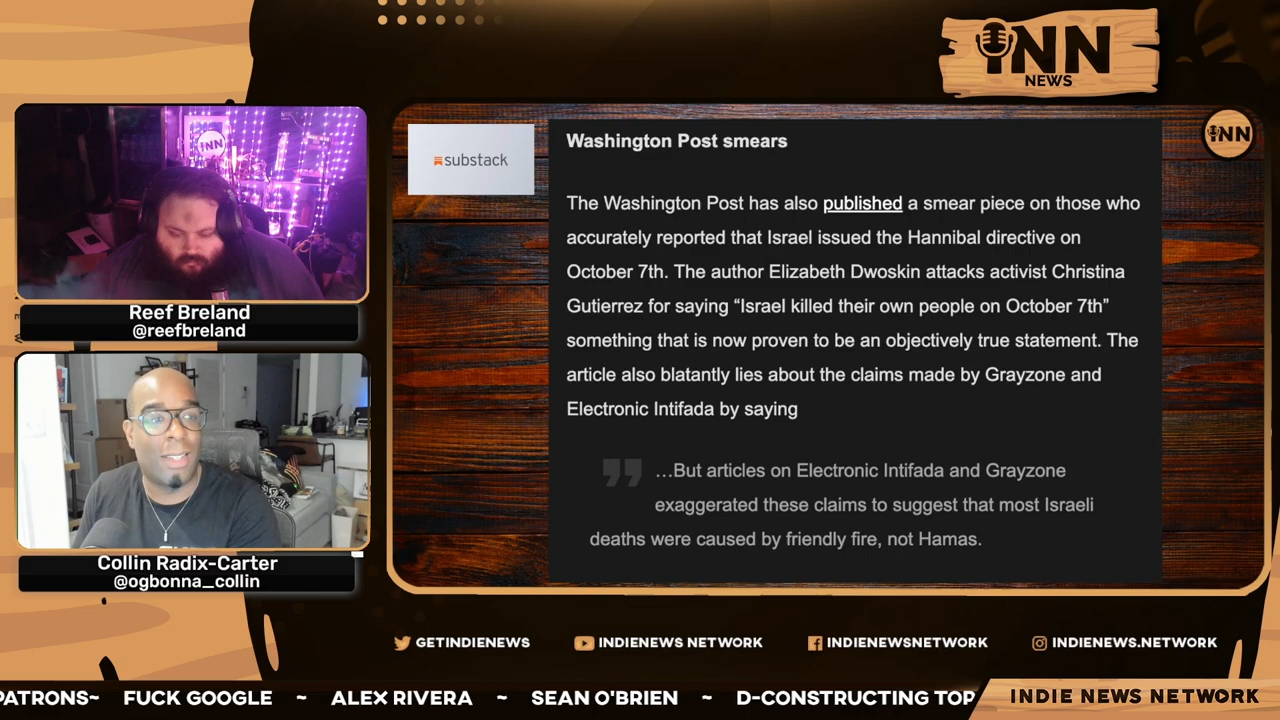 INN
NEWS
INN
INN
Reef Breland
@reefbreland
Collin Radix-Carter
@ogbonna_collin
substack
Washington Post smears
The Washington Post has also published a smear piece on those who
accurately reported that Israel issued the Hannibal directive on
October 7th. The author Elizabeth Dwoskin attacks activist Christina
Gutierrez for saying “Israel killed their own people on October 7th”
something that is now proven to be an objectively true statement. The
article also blatantly lies about the claims made by Grayzone and
Electronic Intifada by saying
…But articles on Electronic Intifada and Grayzone
exaggerated these claims to suggest that most Israeli
deaths were caused by friendly fire, not Hamas.
GETINDIENEWS
INDIENEWS NETWORK
INDIENEWSNETWORK
INDIENEWS.NETWORK
PATRONS~ FUCK GOOGLE ~ ALEX RIVERA ~ SEAN O'BRIEN ~ D-CONSTRUCTING TOP
INDIE NEWS NETWORK